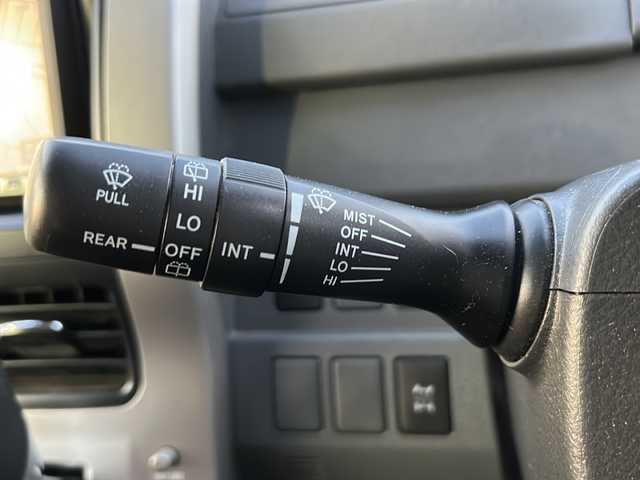 PULL
REAR
HI
LO
OFF
INT
MIST
OFF
INT
LO
HI